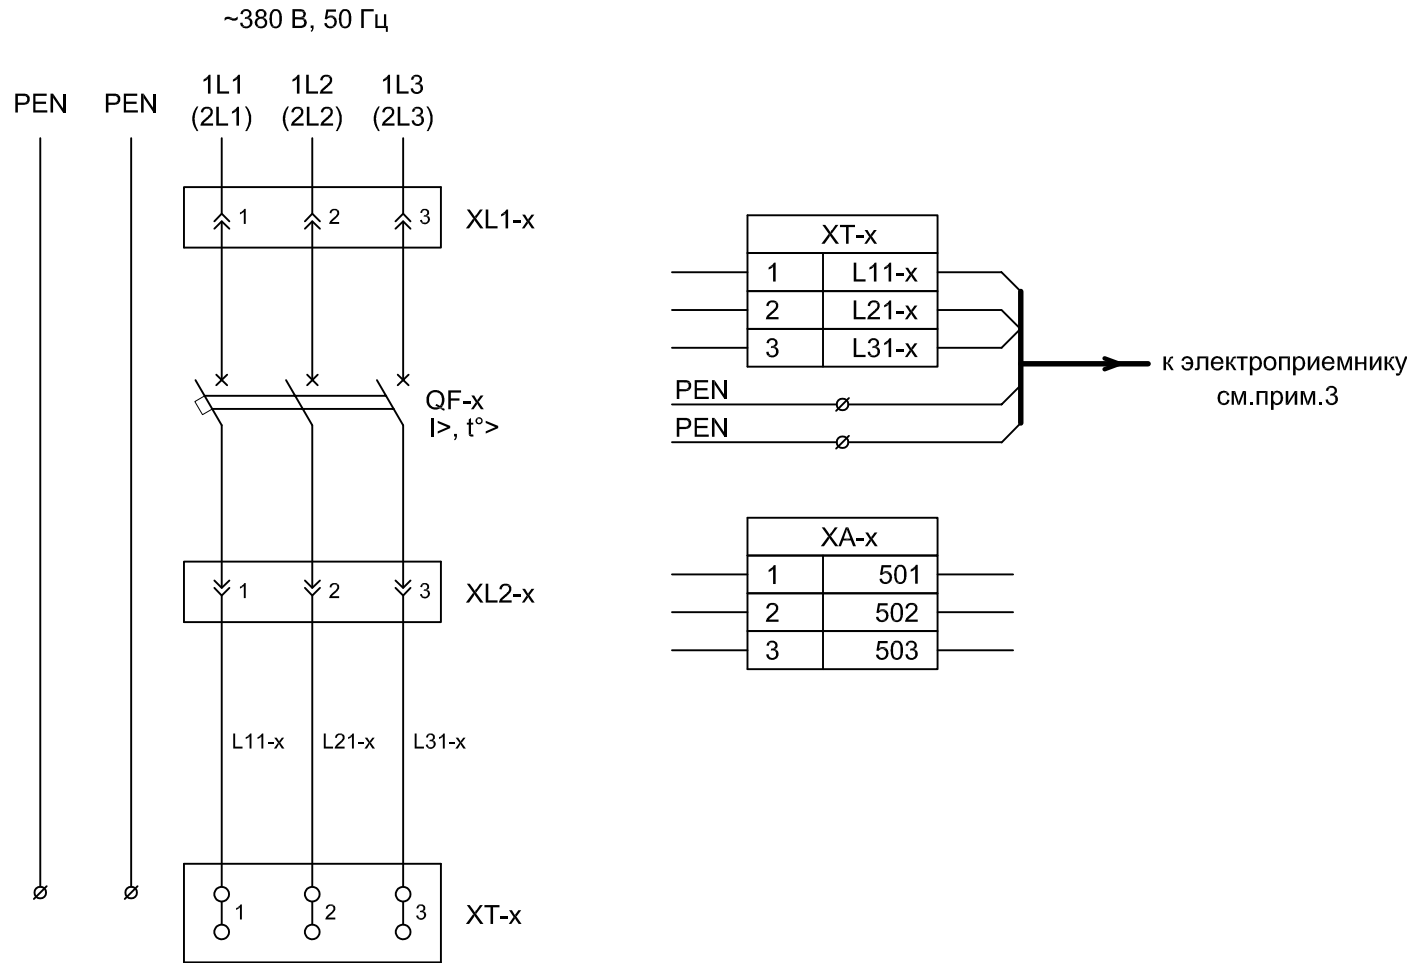 ~380 В, 50 Гц
PEN PEN 1L1 1L2 1L3
(2L1) (2L2) (2L3)
1 2 3 XL1-x
QF-x
I>, t°>
1 2 3 XL2-x
L11-x L21-x L31-x
1 2 3 XT-x
XT-x
1 L11-x
2 L21-x
3 L31-x
PEN
PEN
к электроприемнику
см.прим.3
XA-x
1 501
2 502
3 503